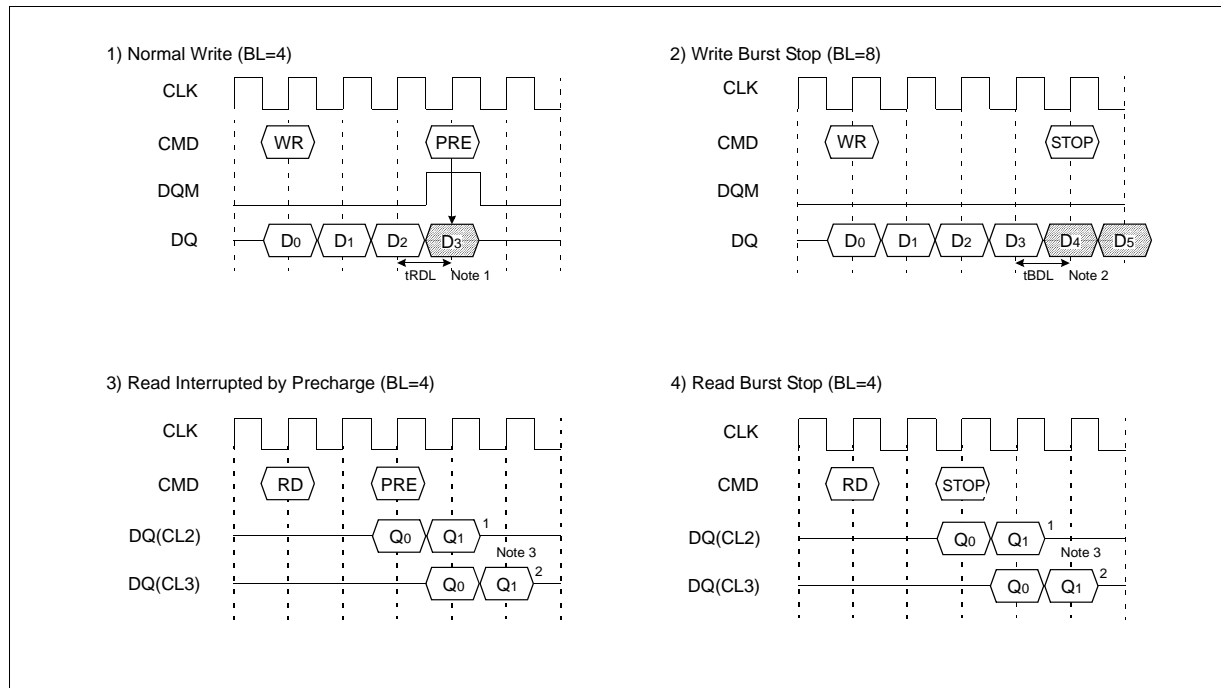 1) Normal Write (BL=4)
CLK
CMD WR PRE
DQM
DQ D0 D1 D2 D3
tRDL Note 1
2) Write Burst Stop (BL=8)
CLK
CMD WR STOP
DQM
DQ D0 D1 D2 D3 D4 D5
tBDL Note 2
3) Read Interrupted by Precharge (BL=4)
CLK
CMD RD PRE
DQ(CL2) Q0 Q1 1
Note 3
DQ(CL3) Q0 Q1 2
4) Read Burst Stop (BL=4)
CLK
CMD RD STOP
DQ(CL2) Q0 Q1 1
Note 3
DQ(CL3) Q0 Q1 2